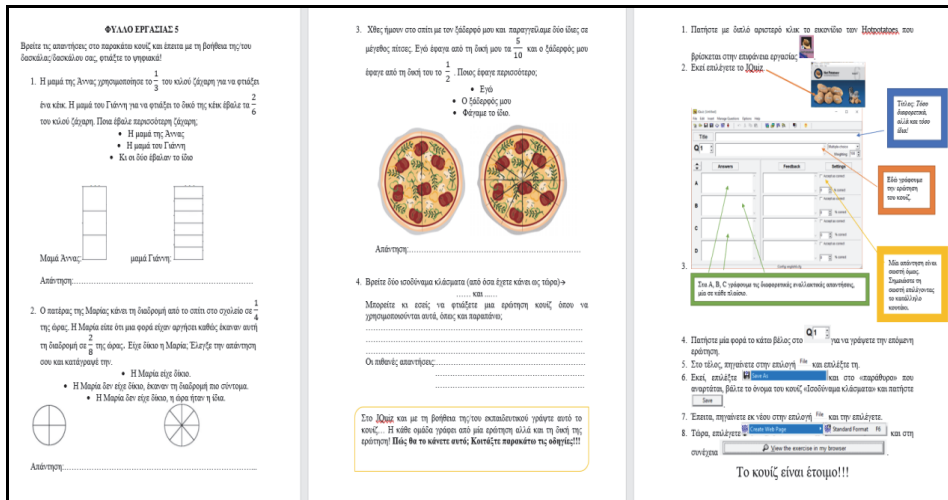 ΦΥΛΛΟ ΕΡΓΑΣΙΑΣ 5
Βρείτε τις απαντήσεις στο παρακάτω κουίζ και έπειτα με τη βοήθεια της/του
δασκάλας/δασκάλου σας, φτιάξτε το ψηφιακά!
1. Η μαμά της Άννας χρησιμοποίησε το 1/3 του κιλού ζάχαρη για να φτιάξει
ένα κέικ. Η μαμά του Γιάννη για να φτιάξει το δικό της κέικ έβαλε τα 2/6
του κιλού ζάχαρη. Ποια έβαλε περισσότερη ζάχαρη;
• Η μαμά της Άννας
• Η μαμά του Γιάννη
• Κι οι δύο έβαλαν το ίδιο
Μαμά Άννας: μαμά Γιάννη:
Απάντηση:
2. Ο πατέρας της Μαρίας κάνει τη διαδρομή από το σπίτι στο σχολείο σε 1/4
της ώρας. Η Μαρία είπε ότι μια φορά είχαν αργήσει καθώς έκαναν αυτή
τη διαδρομή σε 2/8 της ώρας. Είχε δίκιο η Μαρία; Έλεγξε την απάντηση
σου και κατάγραψέ την.
• Η Μαρία είχε δίκιο.
• Η Μαρία δεν είχε δίκιο, έκαναν τη διαδρομή πιο σύντομα.
• Η Μαρία δεν είχε δίκιο, η ώρα ήταν η ίδια.
Απάντηση:
3. Χθες ήμουν στο σπίτι με τον ξάδερφό μου και παραγγείλαμε δύο ίδιες σε
μέγεθος πίτσες. Εγώ έφαγα από τη δική μου τα 5/10 και ο ξάδερφός μου
έφαγε από τη δική του το 1/2 . Ποιος έφαγε περισσότερο;
• Εγώ
• Ο ξάδερφός μου
• Φάγαμε το ίδιο.
Απάντηση:
4. Βρείτε δύο ισοδύναμα κλάσματα (από όσα έχετε κάνει ως τώρα)→
...... και ......
Μπορείτε κι εσείς να φτιάξετε μια ερώτηση κουίζ όπου να
χρησιμοποιούνται αυτά, όπως και παραπάνω;
Οι πιθανές απαντήσεις:
Στο JQuiz και με τη βοήθεια της/του εκπαιδευτικού γράψτε αυτό το
κουίζ… Η κάθε ομάδα γράφει από μία ερώτηση αλλά και τη δική της
ερώτηση! Πώς θα το κάνετε αυτό; Κοιτάξτε παρακάτω τις οδηγίες!!!
1. Πατήστε με διπλό αριστερό κλικ το εικονίδιο των Hotpotatoes που
βρίσκεται στην επιφάνεια εργασίας
2. Εκεί επιλέγετε το JQuiz
Τίτλος: Τόσο
διαφορετικά,
αλλά και τόσο
ίδια!
Title
Q 1
Answers Feedback Settings
A
B
C
D
Εδώ γράφουμε
την ερώτηση
του κουίζ.
Μία απάντηση είναι
σωστή όμως.
Σημειώστε τη
σωστή επιλέγοντας
το κατάλληλο
κουτάκι.
3.
Στα A, B, C γράφουμε τις διαφορετικές εναλλακτικές απαντήσεις,
μία σε κάθε πλαίσιο.
4. Πατήστε μία φορά το κάτω βέλος στο Q 1 για να γράψετε την επόμενη
ερώτηση.
5. Στο τέλος, πηγαίνετε στην επιλογή File και επιλέξτε τη.
6. Εκεί, επιλέξτε Save As και στο «παράθυρο» που
αναρτάται, βάλτε το όνομα του κουίζ «Ισοδύναμα κλάσματα» και πατήστε
Save .
7. Έπειτα, πηγαίνετε εκ νέου στην επιλογή File και την επιλέγετε.
8. Τώρα, επιλέγετε Create Web Page Standard Format F6 και στη
συνέχεια View the exercise in my browser .
Το κουίζ είναι έτοιμο!!!